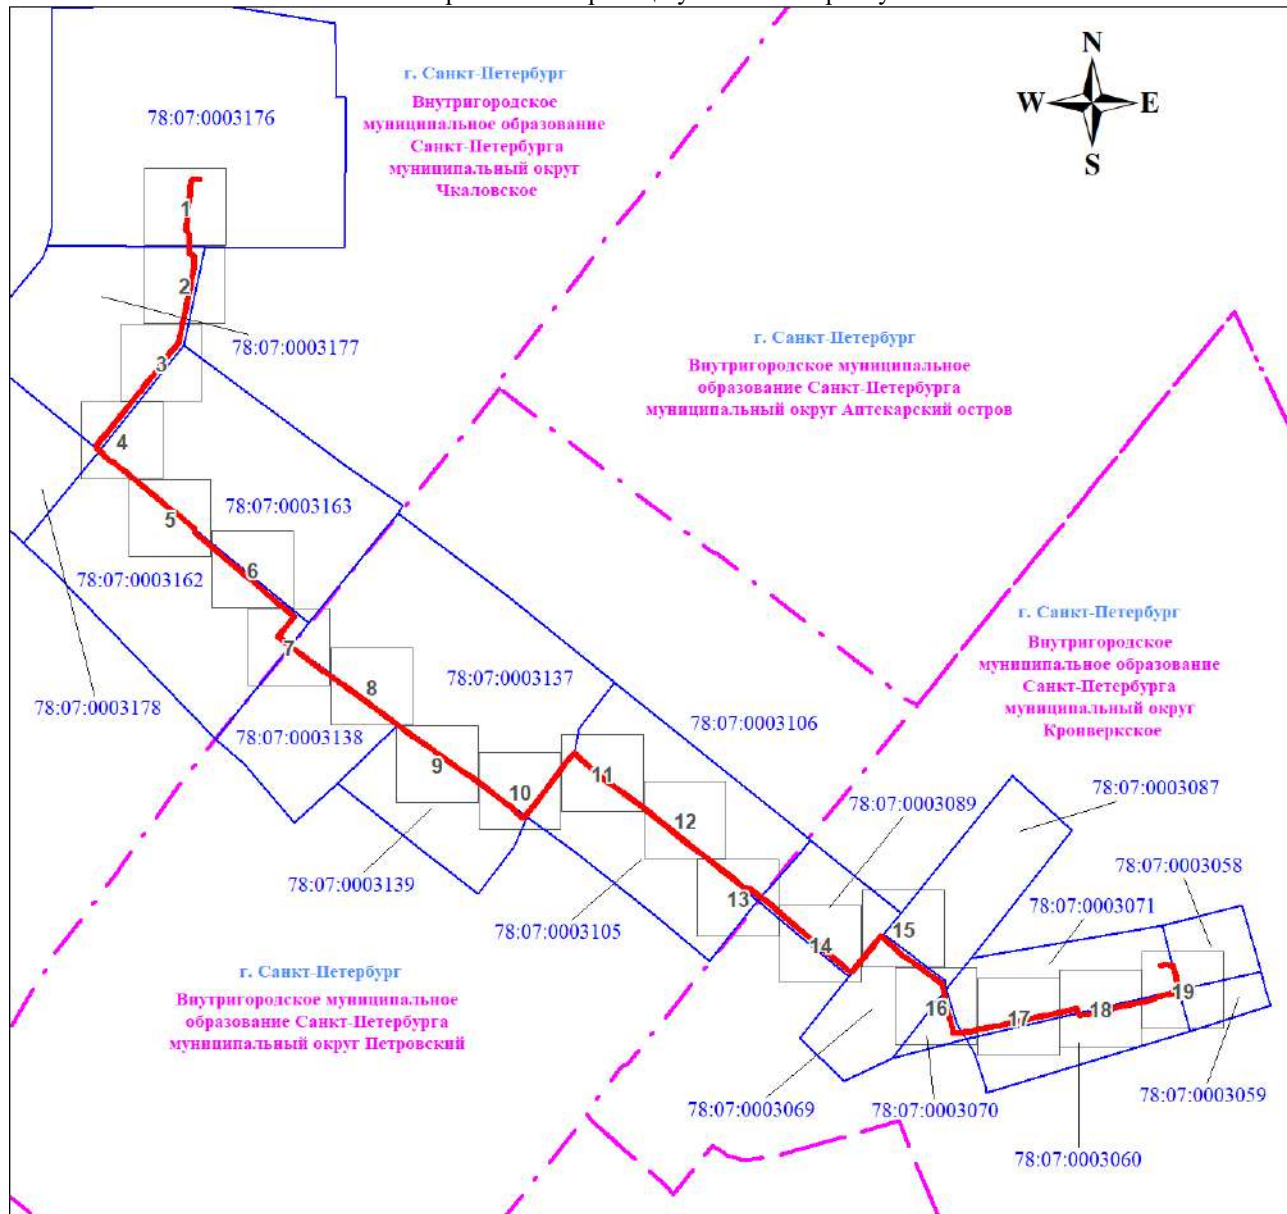 г. Санкт-Петербург
Внутригородское
муниципальное образование
Санкт-Петербурга
муниципальный округ
Чкаловское
N
W E
S
78:07:0003176
1
2
78:07:0003177
3
4
г. Санкт-Петербург
Внутригородское муниципальное
образование Санкт-Петербурга
муниципальный округ Аптекарский остров
78:07:0003163
5
6
78:07:0003162
7
8
78:07:0003178
78:07:0003138
78:07:0003137
78:07:0003106
г. Санкт-Петербург
Внутригородское
муниципальное образование
Санкт-Петербурга
муниципальный округ
Кронверкское
9
10
11
12
78:07:0003089
78:07:0003087
78:07:0003139
78:07:0003105
13
14
15
78:07:0003071
78:07:0003058
г. Санкт-Петербург
Внутригородское муниципальное
образование Санкт-Петербурга
муниципальный округ Петровский
16
17
18
19
78:07:0003069
78:07:0003070
78:07:0003059
78:07:0003060